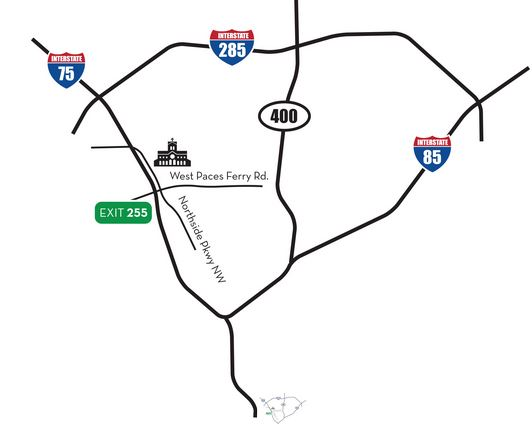 INTERSTATE
285
INTERSTATE
75
400
INTERSTATE
85
West Paces Ferry Rd.
EXIT 255
Northside Pkwy NW